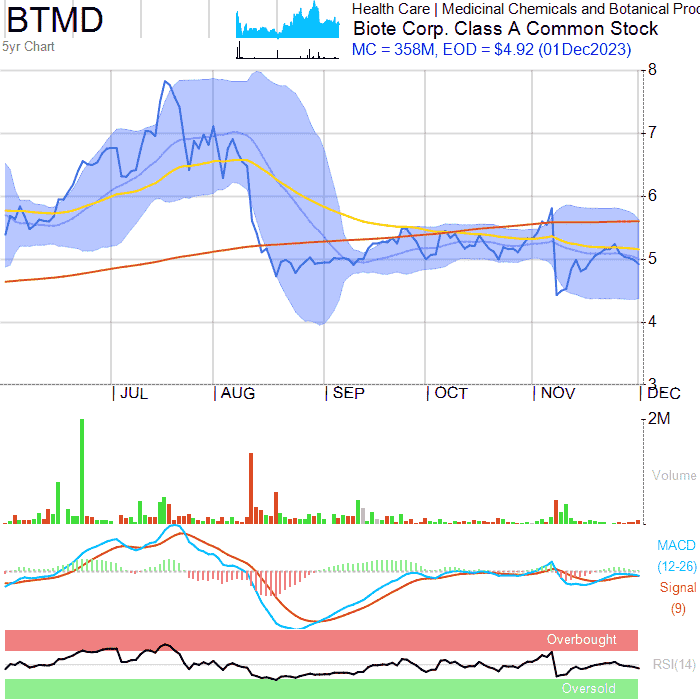 BTMD
5yr Chart
Health Care | Medicinal Chemicals and Botanical Proc
Biote Corp. Class A Common Stock
MC = 358M, EOD = $4.92 (01Dec2023)
8
7
6
5
4
3
JUL AUG SEP OCT NOV DEC
2M
Volume
MACD
(12-26)
Signal
(9)
Overbought
RSI(14)
Oversold